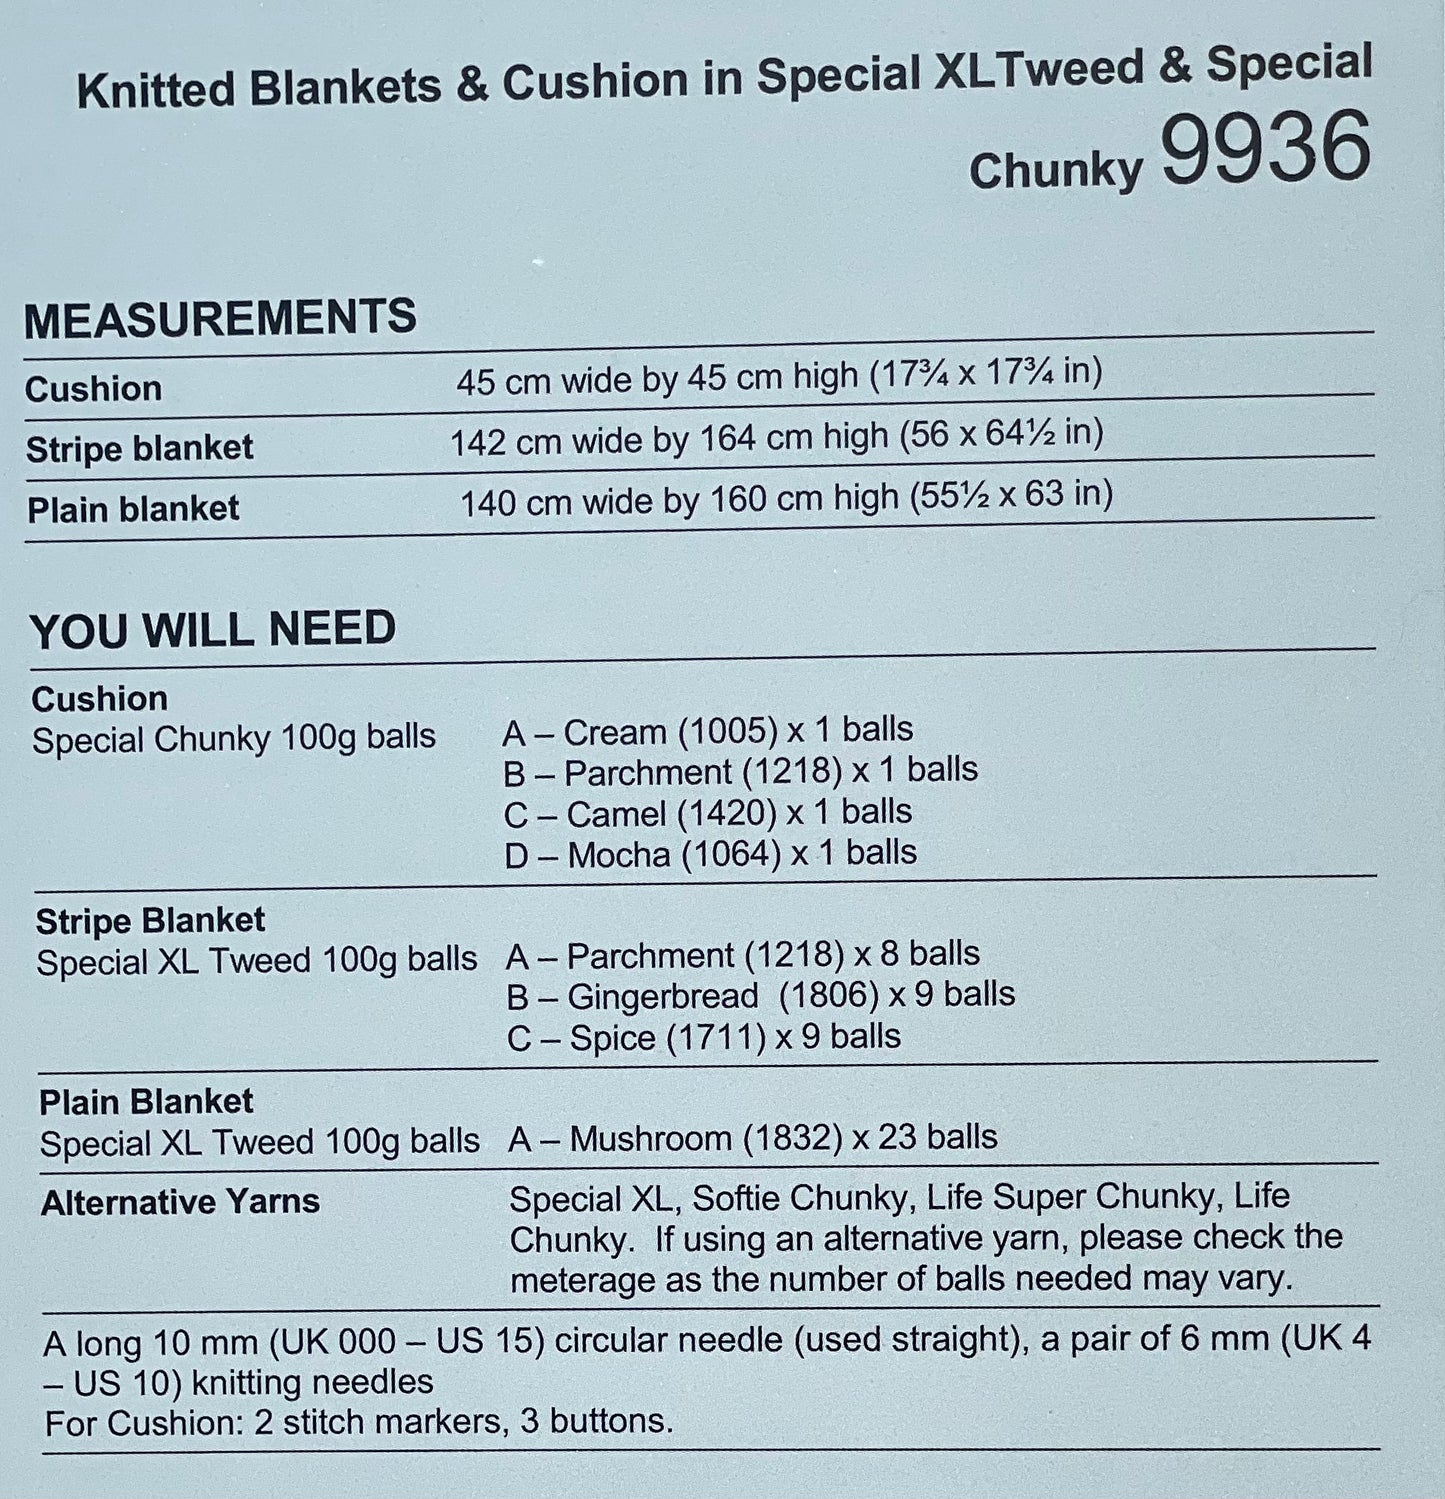 Knitted Blankets & Cushion in Special XLTweed & Special
Chunky 9936
MEASUREMENTS
Cushion 45 cm wide by 45 cm high (17¾ x 17¾ in)
Stripe blanket 142 cm wide by 164 cm high (56 x 64½ in)
Plain blanket 140 cm wide by 160 cm high (55½ x 63 in)
YOU WILL NEED
Cushion
Special Chunky 100g balls A – Cream (1005) x 1 balls
B – Parchment (1218) x 1 balls
C – Camel (1420) x 1 balls
D – Mocha (1064) x 1 balls
Stripe Blanket
Special XL Tweed 100g balls A – Parchment (1218) x 8 balls
B – Gingerbread (1806) x 9 balls
C – Spice (1711) x 9 balls
Plain Blanket
Special XL Tweed 100g balls A – Mushroom (1832) x 23 balls
Alternative Yarns Special XL, Softie Chunky, Life Super Chunky, Life
Chunky. If using an alternative yarn, please check the
meterage as the number of balls needed may vary.
A long 10 mm (UK 000 – US 15) circular needle (used straight), a pair of 6 mm (UK 4
– US 10) knitting needles
For Cushion: 2 stitch markers, 3 buttons.